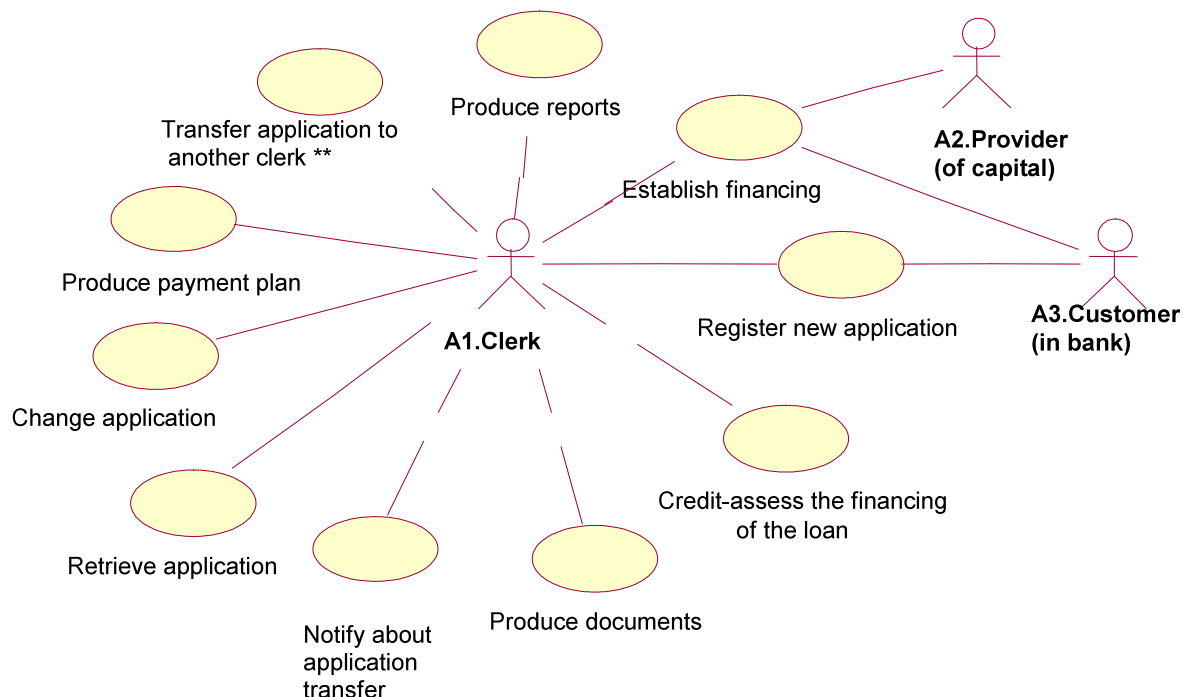 Produce reports
Transfer application to
another clerk **
A2.Provider
(of capital)
Establish financing
Produce payment plan
Register new application
A3.Customer
(in bank)
A1.Clerk
Change application
Credit-assess the financing
of the loan
Retrieve application
Produce documents
Notify about
application
transfer